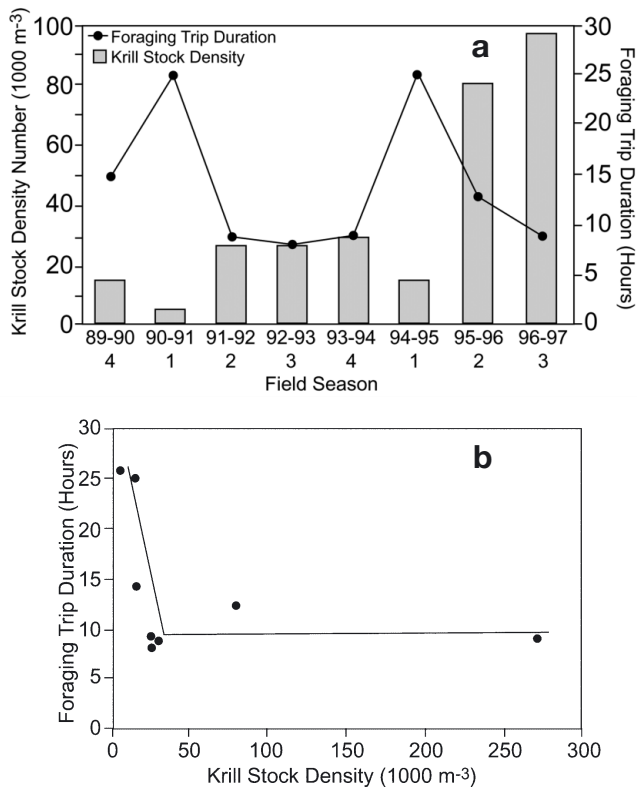 Foraging Trip Duration
Krill Stock Density
a
Krill Stock Density Number (1000 m-3)
100
80
60
40
20
0
Foraging Trip Duration (Hours)
30
25
20
15
10
5
0
89-90 90-91 91-92 92-93 93-94 94-95 95-96 96-97
4 1 2 3 4 1 2 3
Field Season
b
Foraging Trip Duration (Hours)
30
25
20
15
10
5
0
0 50 100 150 200 250 300
Krill Stock Density (1000 m-3)